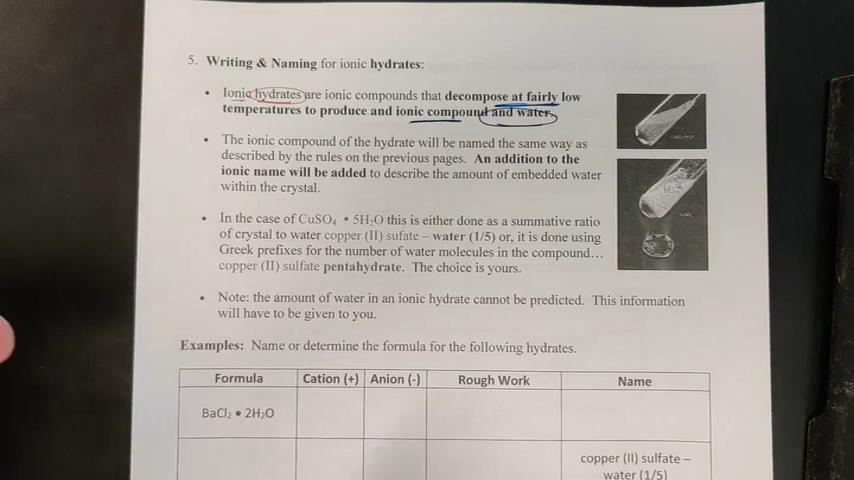 5. Writing & Naming for ionic hydrates:
• Ionic hydrates are ionic compounds that decompose at fairly low
temperatures to produce and ionic compound and water.
• The ionic compound of the hydrate will be named the same way as
described by the rules on the previous pages. An addition to the
ionic name will be added to describe the amount of embedded water
within the crystal.
• In the case of CuSO₄ • 5H₂O this is either done as a summative ratio
of crystal to water copper (II) sufate – water (1/5) or, it is done using
Greek prefixes for the number of water molecules in the compound…
copper (II) sulfate pentahydrate. The choice is yours.
• Note: the amount of water in an ionic hydrate cannot be predicted. This information
will have to be given to you.
Examples: Name or determine the formula for the following hydrates.
Formula Cation (+) Anion (-) Rough Work Name
BaCl₂ • 2H₂O
copper (II) sulfate –
water (1/5)